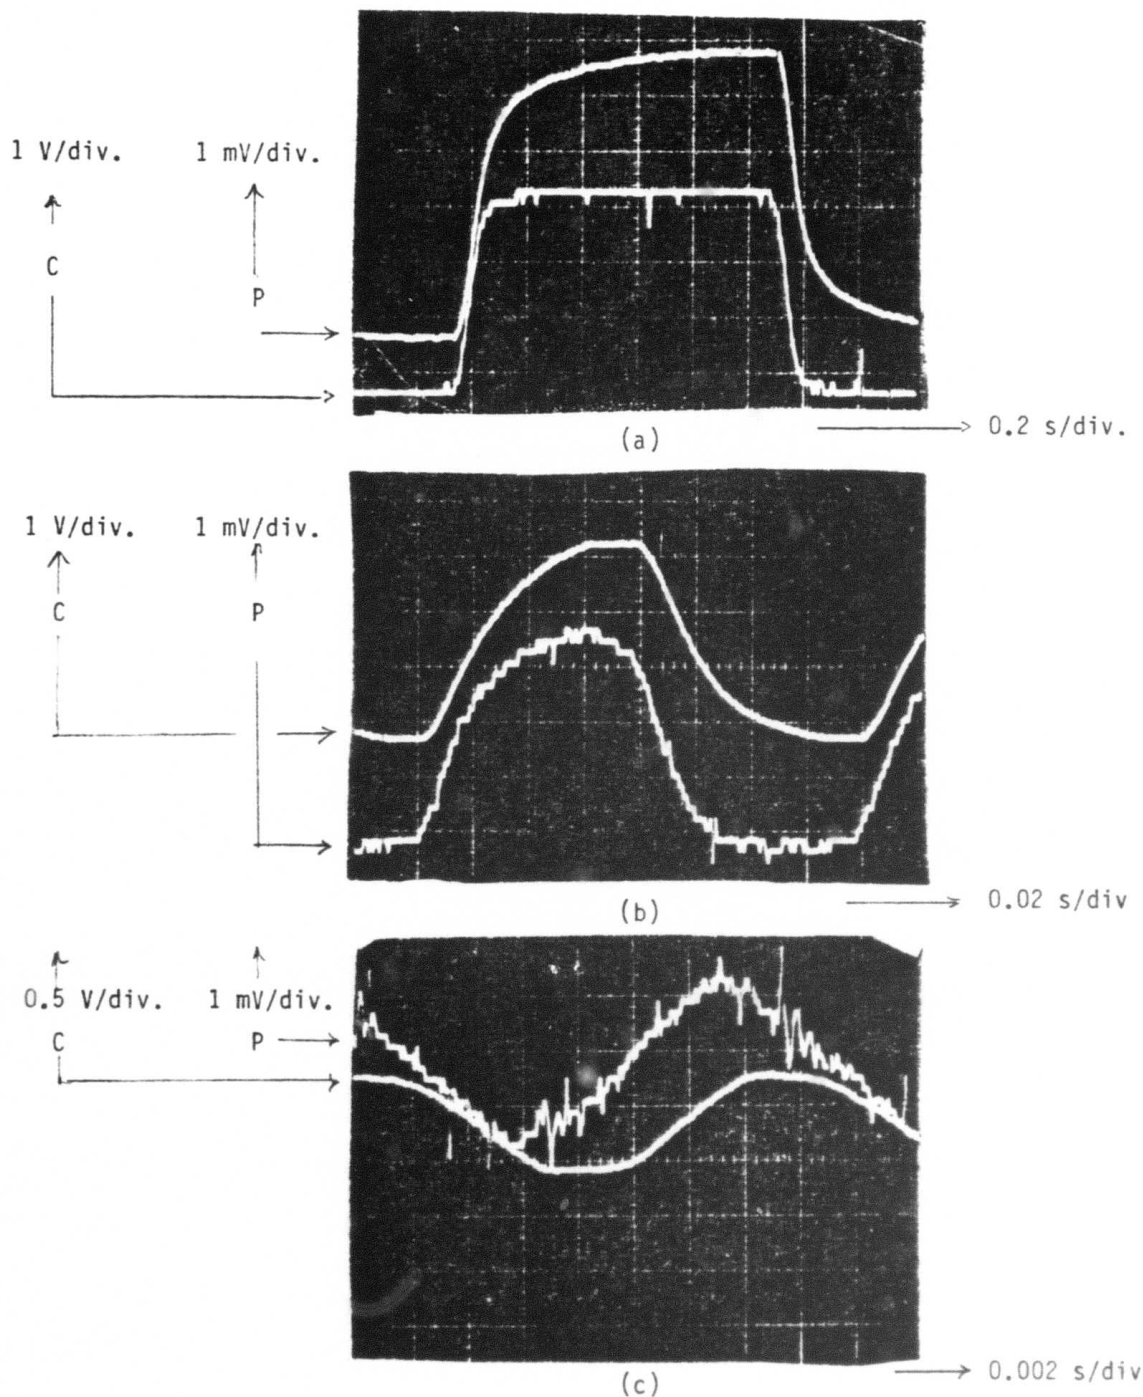 1 V/div. 1 mV/div.
C
P
(a) 0.2 s/div.
1 V/div. 1 mV/div.
C P
(b) 0.02 s/div
0.5 V/div. 1 mV/div.
C P
(c) 0.002 s/div